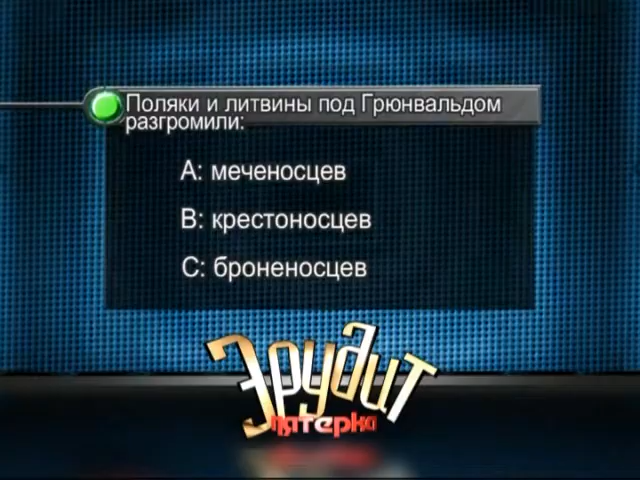 Поляки и литвины под Грюнвальдом
разгромили:
А: меченосцев
В: крестоносцев
С: броненосцев
Эрудит
пятерка